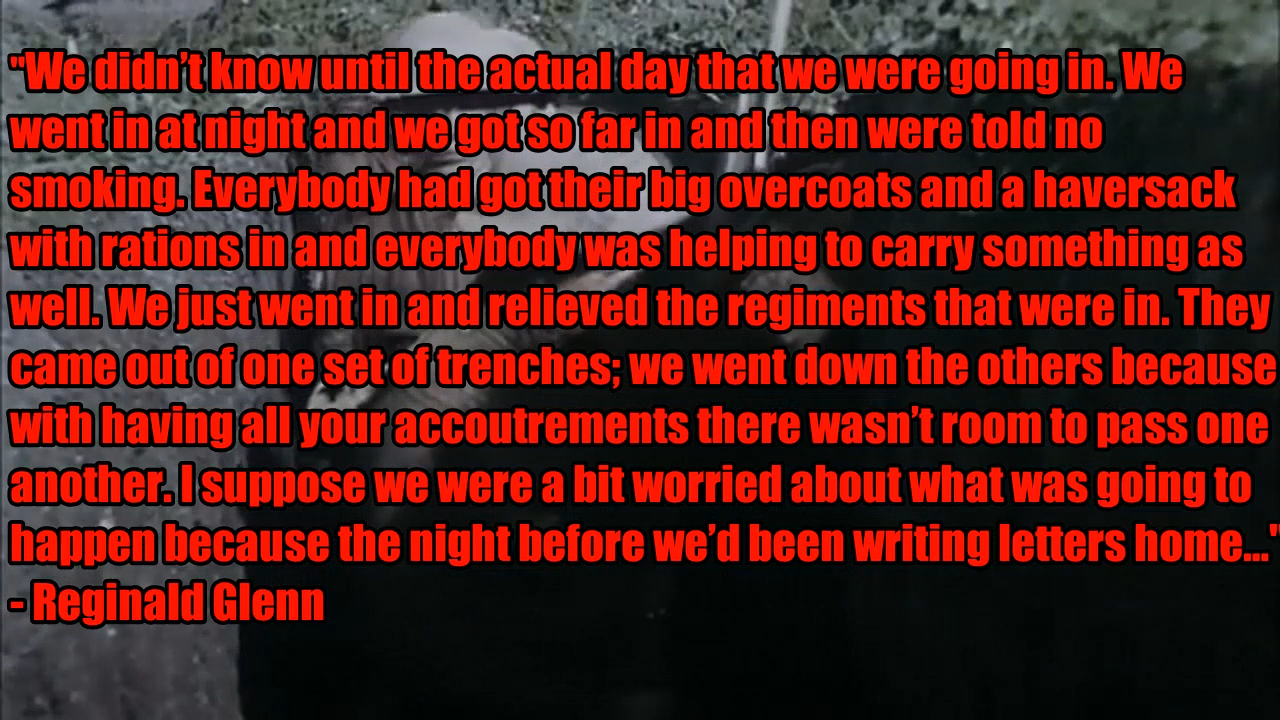 "We didn’t know until the actual day that we were going in. We
went in at night and we got so far in and then were told no
smoking. Everybody had got their big overcoats and a haversack
with rations in and everybody was helping to carry something as
well. We just went in and relieved the regiments that were in. They
came out of one set of trenches; we went down the others because
with having all your accoutrements there wasn’t room to pass one
another. I suppose we were a bit worried about what was going to
happen because the night before we’d been writing letters home..."
- Reginald Glenn